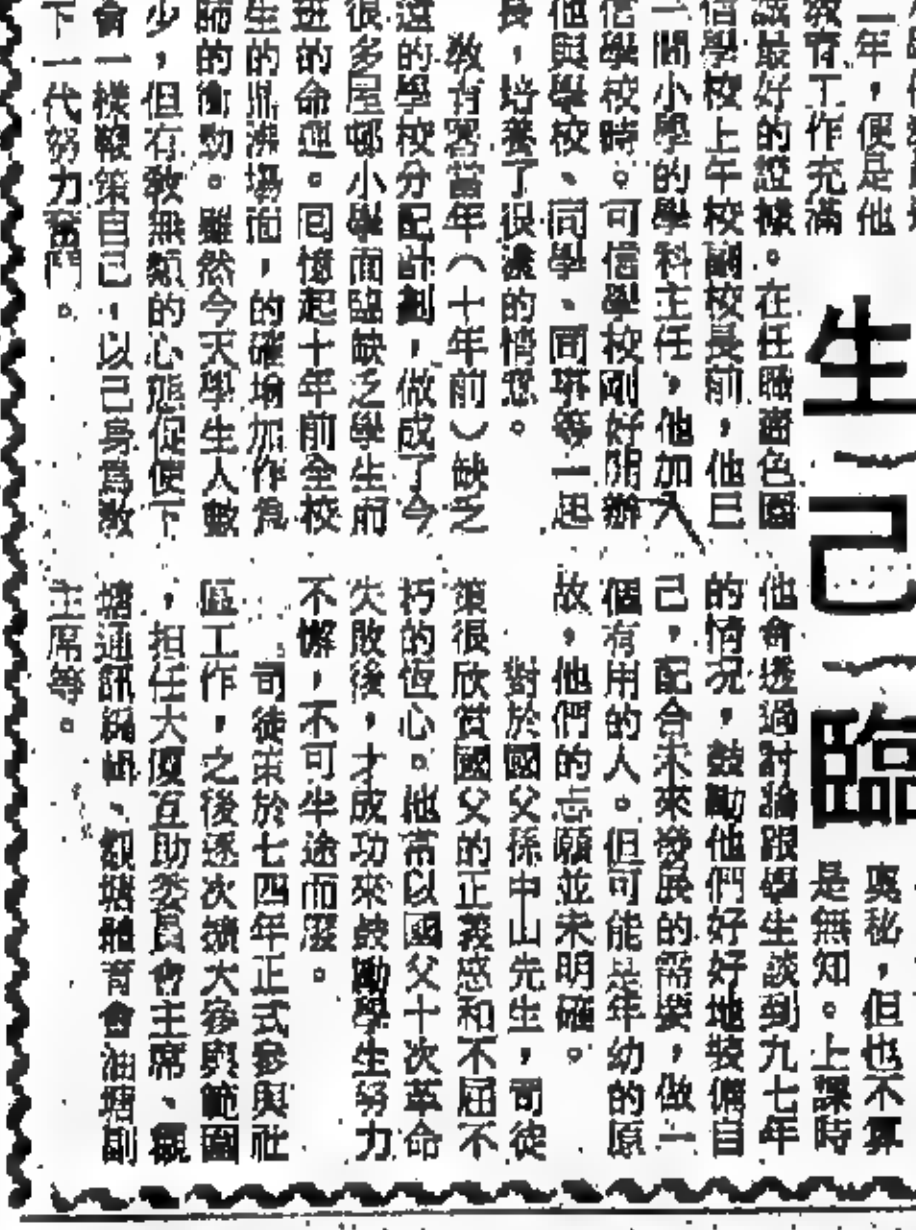 一年，便是他
教育工作充滿
誠最好的證據。在任職嗇色園
信學校上午校副校長前，他已
一間小學的學科主任，他加入
信學校時。可信學校剛好開辦
他與學校、同學、同事等一起
長，培養了很濃的情感。
教育署當年（十年前）缺乏
遠的學校分配計劃，做成了今
很多屋邨小學面臨缺乏學生而
班的命運。回憶起十年前全校
生的鼎沸場面，的確增加作為
師的衝勁。雖然今天學生人數
少，但有教無類的心態促使下
會一樣鞭策自己，以己身爲教
下一代努力奮鬥。
生 己 臨
奧秘，但也不算
是無知。上課時
他會透過討論跟學生談到九七年
的情況，鼓勵他們好好地裝備自
己，配合未來發展的需要，做一
個有用的人。但可能是年幼的原
故，他們的志願並未明確。
對於國父孫中山先生，司徒
策很欣賞國父的正義感和不屈不
朽的恆心。他常以國父十次革命
失敗後，才成功來鼓勵學生努力
不懈，不可半途而廢。
司徒策於七四年正式參與社
區工作，之後逐次擴大參與範圍
，担任大廈互助委員會主席、觀
塘通訊編輯、觀塘體育會油塘副
主席等。